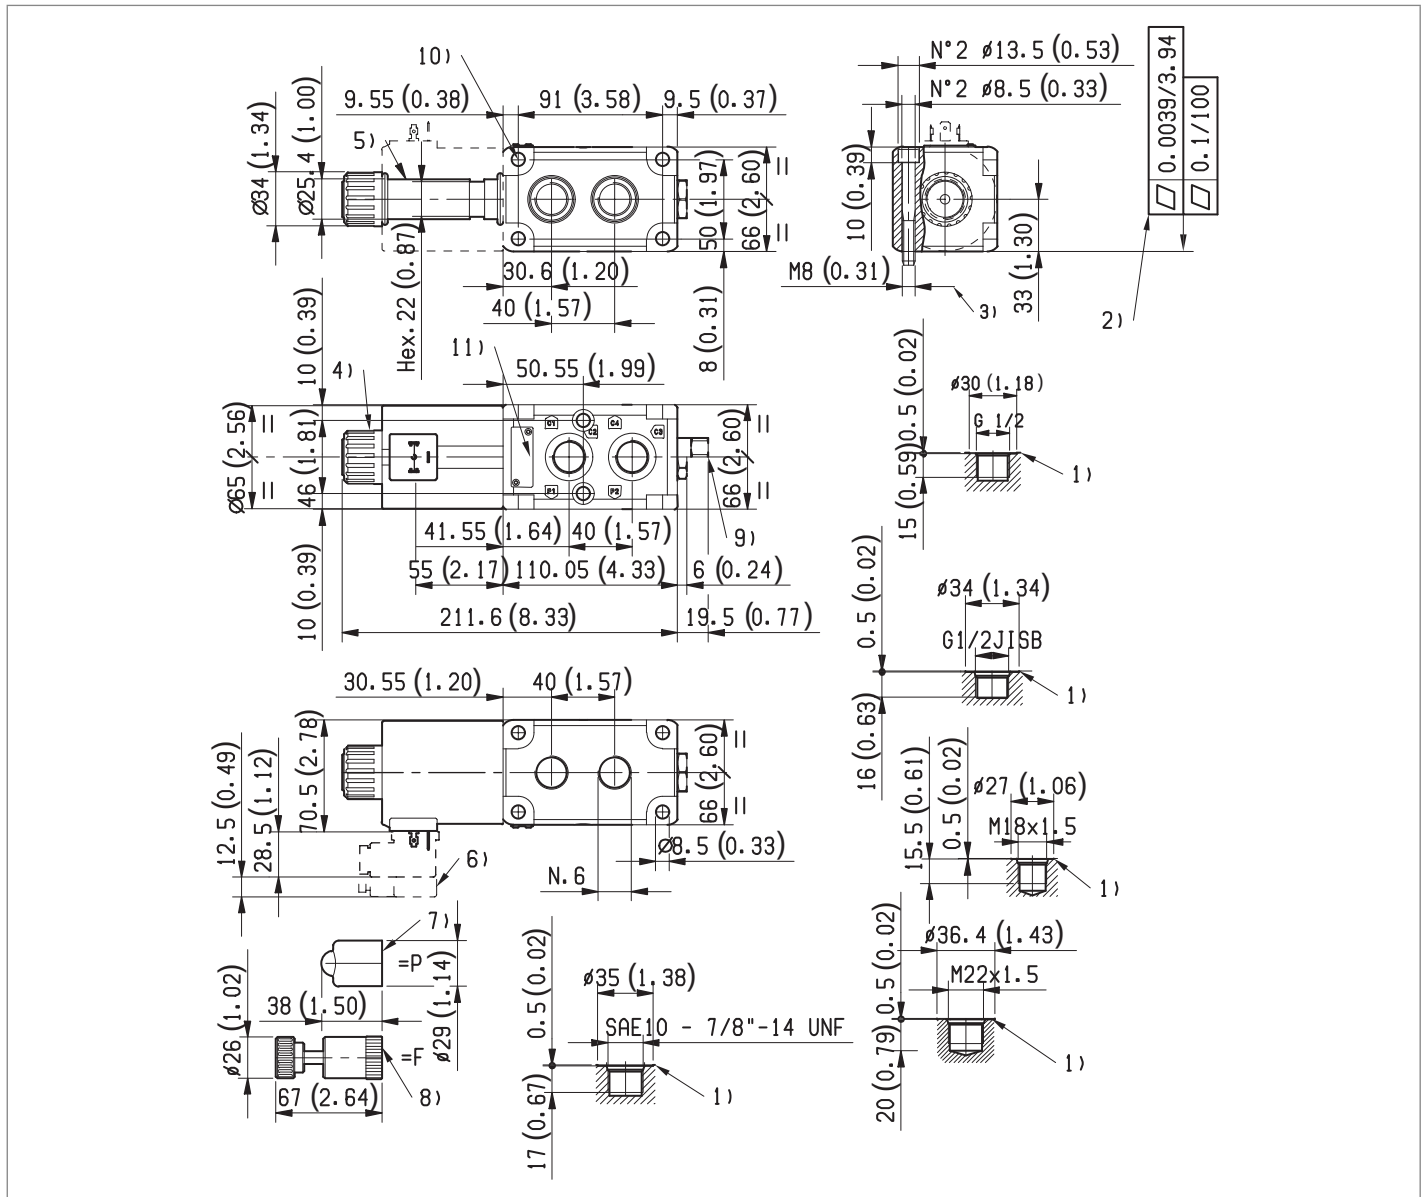 10)
9.55 (0.38)
91 (3.58)
9.5 (0.37)
5)
Ø34 (1.34)
Ø25.4 (1.00)
Hex.22 (0.87)
50 (1.97)
66 (2.60)
=
=
30.6 (1.20)
40 (1.57)
8 (0.31)
N°2 ø13.5 (0.53)
N°2 ø8.5 (0.33)
10 (0.39)
M8 (0.31)
3)
33 (1.30)
2)
0.0039/3.94
0.1/100
10 (0.39)
4)
11)
50.55 (1.99)
Ø65 (2.56)
=
=
46 (1.81)
10 (0.39)
C1
C2
C4
C3
P1
P2
66 (2.60)
=
=
41.55 (1.64)
40 (1.57)
9)
55 (2.17)
110.05 (4.33)
6 (0.24)
211.6 (8.33)
19.5 (0.77)
0.5 (0.02)
15 (0.59)
ø30 (1.18)
G 1/2
1)
0.5 (0.02)
16 (0.63)
ø34 (1.34)
G1/2JISB
1)
30.55 (1.20)
40 (1.57)
70.5 (2.78)
28.5 (1.12)
12.5 (0.49)
66 (2.60)
=
=
6)
Ø8.5 (0.33)
N.6
15.5 (0.61)
0.5 (0.02)
ø27 (1.06)
M18x1.5
1)
7)
=P
38 (1.50)
ø29 (1.14)
ø26 (1.02)
=F
67 (2.64)
8)
0.5 (0.02)
17 (0.67)
ø35 (1.38)
SAE10 - 7/8"-14 UNF
1)
0.5 (0.02)
20 (0.79)
ø36.4 (1.43)
M22x1.5
1)